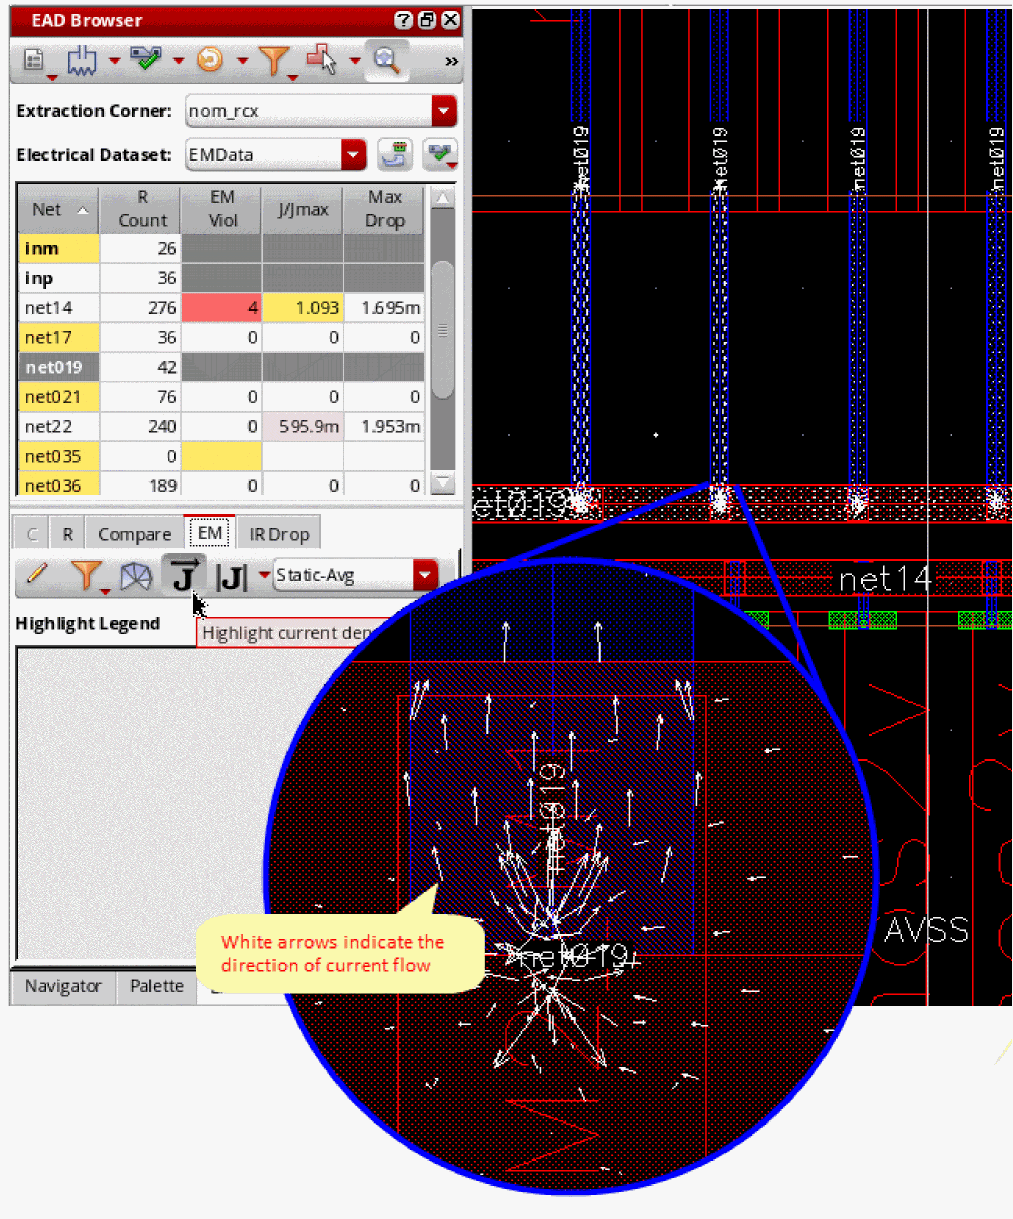 EAD Browser
Extraction Corner: nom_rcx
Electrical Dataset: EMData
Net R Count EM Viol J/Jmax Max Drop
inm 26
inp 36
net14 276 4 1.093 1.695m
net17 36 0 0 0
net019 42
net021 76 0 0 0
net22 240 0 595.9m 1.953m
net035 0
net036 189 0 0 0
C R Compare EM IR Drop
J |J| Static-Avg
Highlight Legend
Highlight current den
Navigator Palette
net019 net019 net019 net019
et019
net14
AVSS
net019
net019
White arrows indicate the
direction of current flow